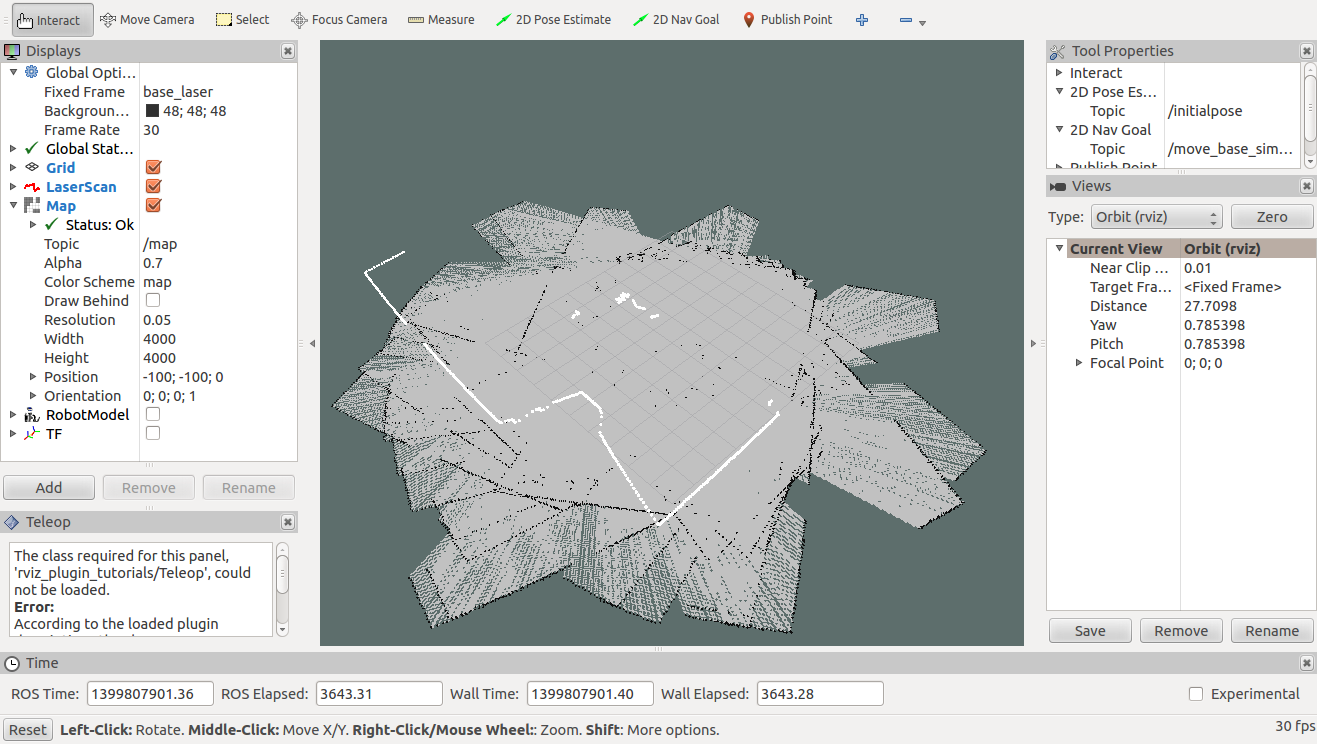 Interact Move Camera Select Focus Camera Measure 2D Pose Estimate 2D Nav Goal Publish Point
Displays
Global Opti...
Fixed Frame base_laser
Backgroun... 48; 48; 48
Frame Rate 30
Global Stat...
Grid
LaserScan
Map
Status: Ok
Topic /map
Alpha 0.7
Color Scheme map
Draw Behind
Resolution 0.05
Width 4000
Height 4000
Position -100; -100; 0
Orientation 0; 0; 0; 1
RobotModel
TF
Add Remove Rename
Teleop
The class required for this panel,
'rviz_plugin_tutorials/Teleop', could
not be loaded.
Error:
According to the loaded plugin
Tool Properties
Interact
2D Pose Es...
Topic /initialpose
2D Nav Goal
Topic /move_base_sim...
Publish Point
Views
Type: Orbit (rviz) Zero
Current View Orbit (rviz)
Near Clip ... 0.01
Target Fra... <Fixed Frame>
Distance 27.7098
Yaw 0.785398
Pitch 0.785398
Focal Point 0; 0; 0
Save Remove Rename
Time
ROS Time: 1399807901.36 ROS Elapsed: 3643.31 Wall Time: 1399807901.40 Wall Elapsed: 3643.28 Experimental
Reset Left-Click: Rotate. Middle-Click: Move X/Y. Right-Click/Mouse Wheel:: Zoom. Shift: More options. 30 fps